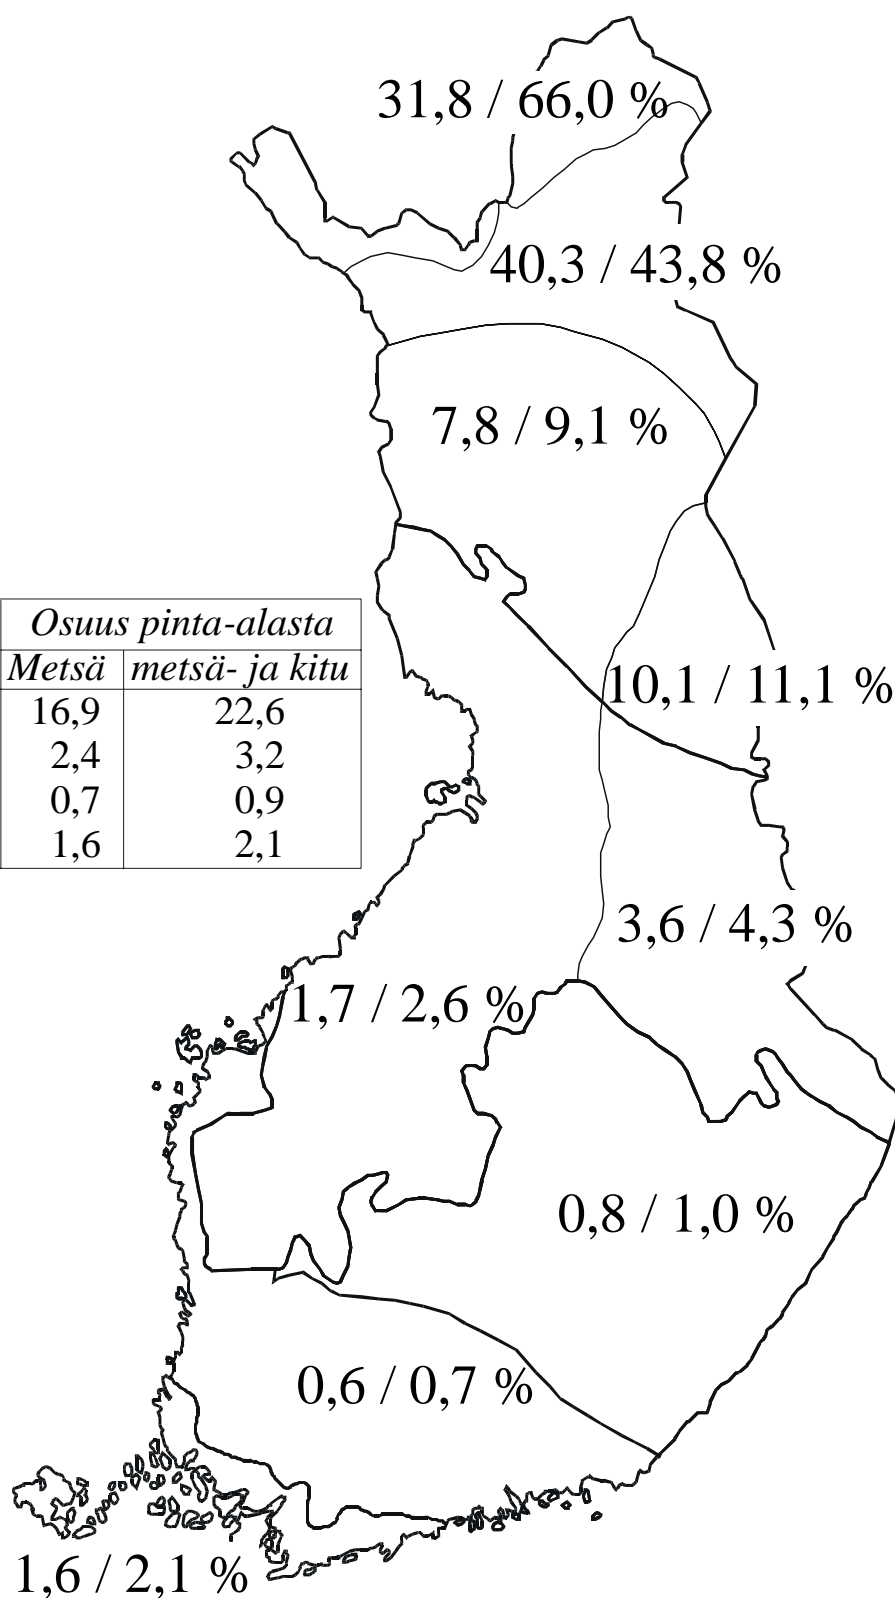 31,8 / 66,0 %
40,3 / 43,8 %
7,8 / 9,1 %
Osuus pinta-alasta
Metsä metsä- ja kitu
16,9 22,6
2,4 3,2
0,7 0,9
1,6 2,1
10,1 / 11,1 %
3,6 / 4,3 %
1,7 / 2,6 %
0,8 / 1,0 %
0,6 / 0,7 %
1,6 / 2,1 %